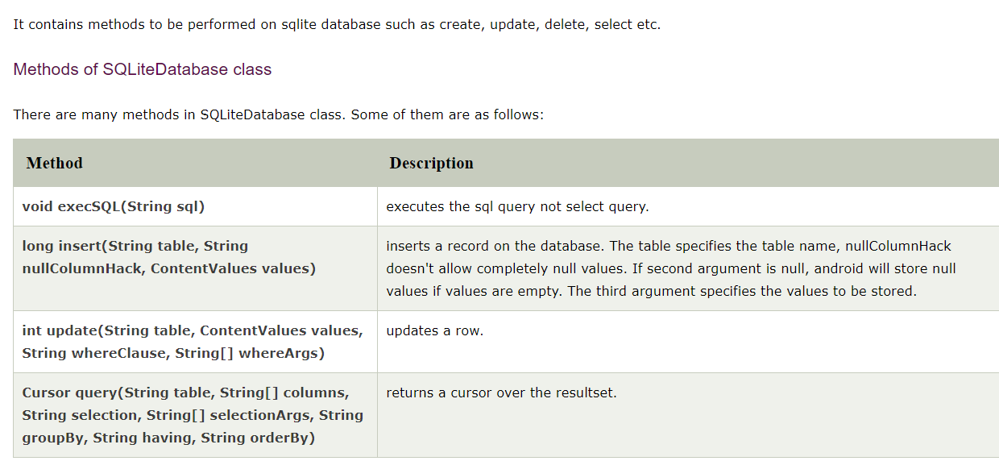 It contains methods to be performed on sqlite database such as create, update, delete, select etc.
Methods of SQLiteDatabase class
There are many methods in SQLiteDatabase class. Some of them are as follows:
Method Description
void execSQL(String sql) executes the sql query not select query.
long insert(String table, String inserts a record on the database. The table specifies the table name, nullColumnHack
nullColumnHack, ContentValues values) doesn't allow completely null values. If second argument is null, android will store null
values if values are empty. The third argument specifies the values to be stored.
int update(String table, ContentValues values, updates a row.
String whereClause, String[] whereArgs)
Cursor query(String table, String[] columns, returns a cursor over the resultset.
String selection, String[] selectionArgs, String
groupBy, String having, String orderBy)